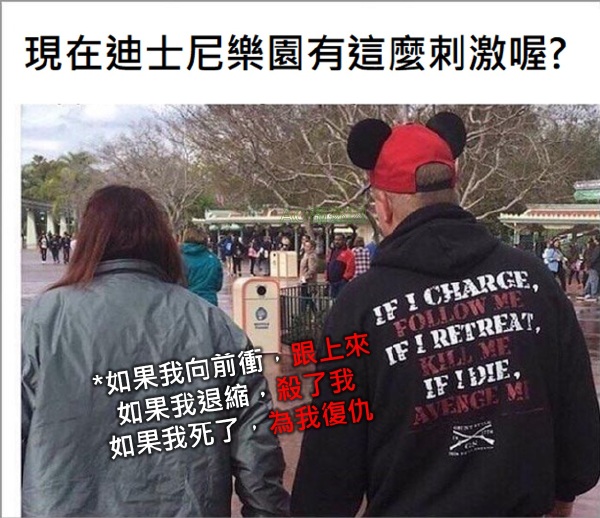 現在迪士尼樂園有這麼刺激喔?
IF I CHARGE,
FOLLOW ME
IF I RETREAT,
KILL ME
IF I DIE,
AVENGE ME
*如果我向前衝，跟上來
如果我退縮，殺了我
如果我死了，為我復仇
GRUNT STYLE